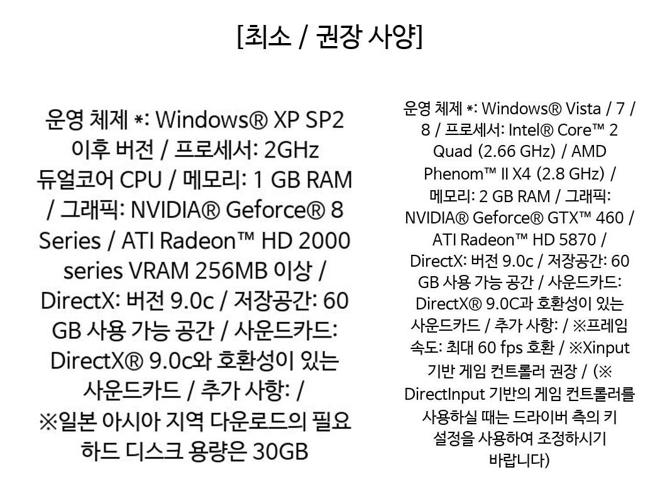 [최소 / 권장 사양]
운영 체제 *: Windows® XP SP2
이후 버전 / 프로세서: 2GHz
듀얼코어 CPU / 메모리: 1 GB RAM
/ 그래픽: NVIDIA® Geforce® 8
Series / ATI Radeon™ HD 2000
series VRAM 256MB 이상 /
DirectX: 버전 9.0c / 저장공간: 60
GB 사용 가능 공간 / 사운드카드:
DirectX® 9.0c와 호환성이 있는
사운드카드 / 추가 사항: /
※일본 아시아 지역 다운로드의 필요
하드 디스크 용량은 30GB
운영 체제 *: Windows® Vista / 7 /
8 / 프로세서: Intel® Core™ 2
Quad (2.66 GHz) / AMD
Phenom™ II X4 (2.8 GHz) /
메모리: 2 GB RAM / 그래픽:
NVIDIA® Geforce® GTX™ 460 /
ATI Radeon™ HD 5870 /
DirectX: 버전 9.0c / 저장공간: 60
GB 사용 가능 공간 / 사운드카드:
DirectX® 9.0C과 호환성이 있는
사운드카드 / 추가 사항: / ※프레임
속도: 최대 60 fps 호환 / ※Xinput
기반 게임 컨트롤러 권장 / (※
DirectInput 기반의 게임 컨트롤러를
사용하실 때는 드라이버 측의 키
설정을 사용하여 조정하시기
바랍니다)